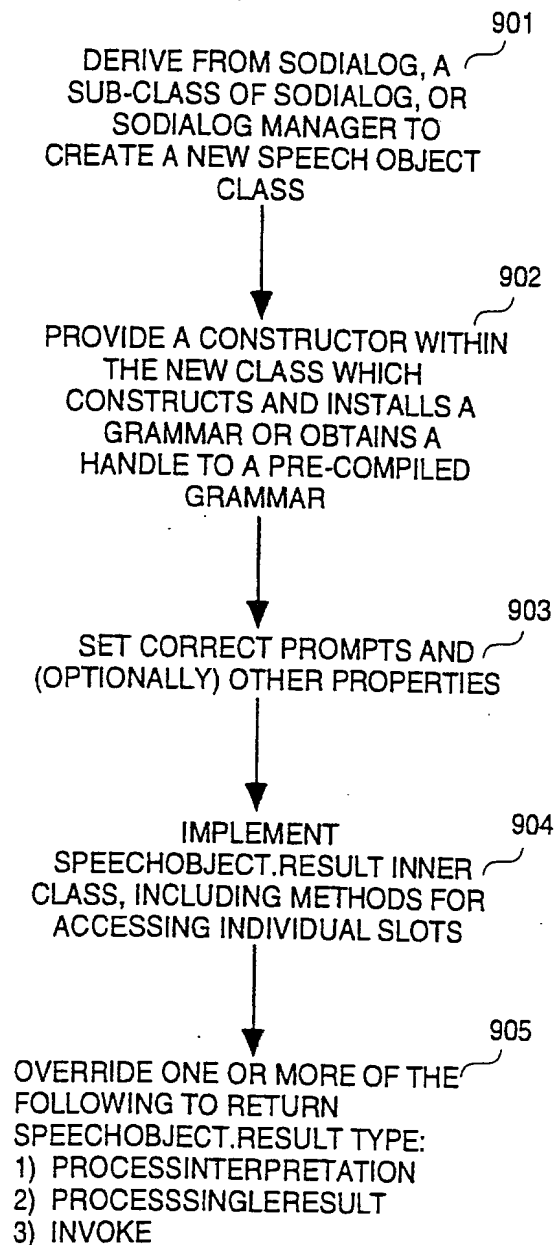 901
DERIVE FROM SODIALOG, A
SUB-CLASS OF SODIALOG, OR
SODIALOG MANAGER TO
CREATE A NEW SPEECH OBJECT
CLASS
902
PROVIDE A CONSTRUCTOR WITHIN
THE NEW CLASS WHICH
CONSTRUCTS AND INSTALLS A
GRAMMAR OR OBTAINS A
HANDLE TO A PRE-COMPILED
GRAMMAR
903
SET CORRECT PROMPTS AND
(OPTIONALLY) OTHER PROPERTIES
904
IMPLEMENT
SPEECHOBJECT.RESULT INNER
CLASS, INCLUDING METHODS FOR
ACCESSING INDIVIDUAL SLOTS
905
OVERRIDE ONE OR MORE OF THE
FOLLOWING TO RETURN
SPEECHOBJECT.RESULT TYPE:
1) PROCESSINTERPRETATION
2) PROCESSSINGLERESULT
3) INVOKE